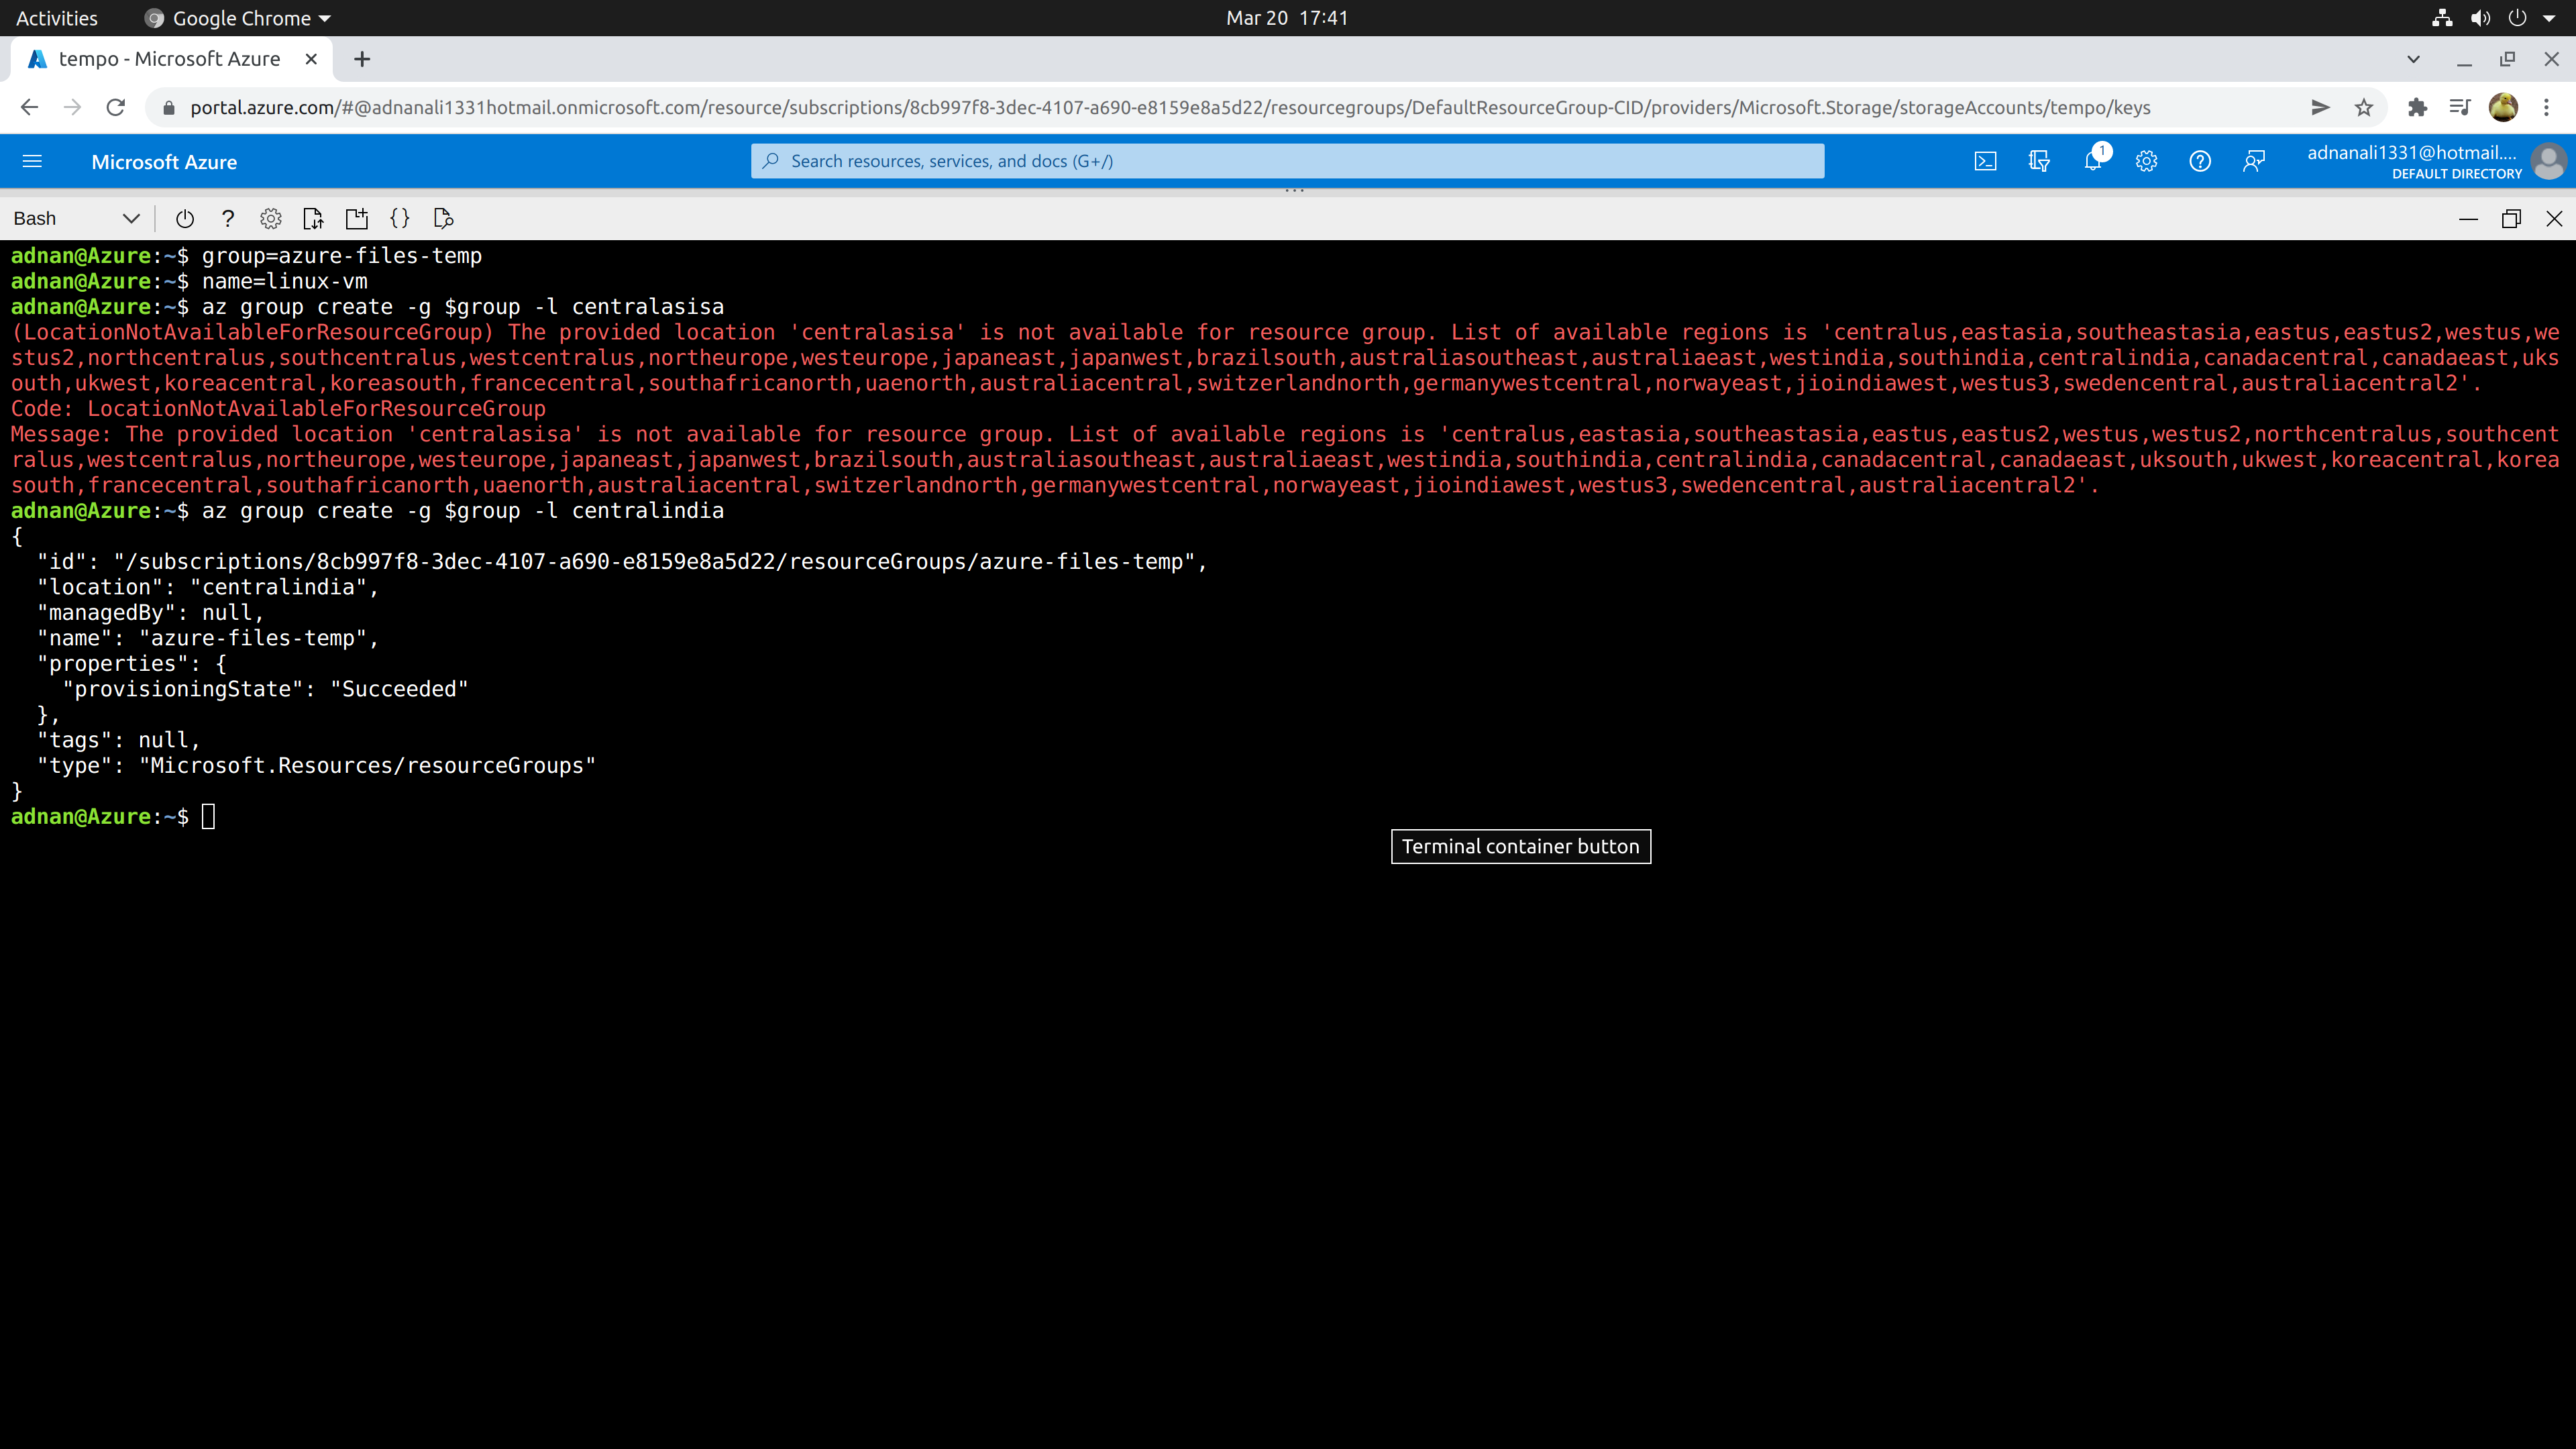 Activities Google Chrome Mar 20 17:41
tempo - Microsoft Azure
portal.azure.com/#@adnanali1331hotmail.onmicrosoft.com/resource/subscriptions/8cb997f8-3dec-4107-a690-e8159e8a5d22/resourcegroups/DefaultResourceGroup-CID/providers/Microsoft.Storage/storageAccounts/tempo/keys
Microsoft Azure
Search resources, services, and docs (G+/)
1
adnanali1331@hotmail....
DEFAULT DIRECTORY
Bash
adnan@Azure:~$ group=azure-files-temp
adnan@Azure:~$ name=linux-vm
adnan@Azure:~$ az group create -g $group -l centralasisa
(LocationNotAvailableForResourceGroup) The provided location 'centralasisa' is not available for resource group. List of available regions is 'centralus,eastasia,southeastasia,eastus,eastus2,westus,we
stus2,northcentralus,southcentralus,westcentralus,northeurope,westeurope,japaneast,japanwest,brazilsouth,australiasoutheast,australiaeast,westindia,southindia,centralindia,canadacentral,canadaeast,uks
outh,ukwest,koreacentral,koreasouth,francecentral,southafricanorth,uaenorth,australiacentral,switzerlandnorth,germanywestcentral,norwayeast,jioindiawest,westus3,swedencentral,australiacentral2'.
Code: LocationNotAvailableForResourceGroup
Message: The provided location 'centralasisa' is not available for resource group. List of available regions is 'centralus,eastasia,southeastasia,eastus,eastus2,westus,westus2,northcentralus,southcent
ralus,westcentralus,northeurope,westeurope,japaneast,japanwest,brazilsouth,australiasoutheast,australiaeast,westindia,southindia,centralindia,canadacentral,canadaeast,uksouth,ukwest,koreacentral,korea
south,francecentral,southafricanorth,uaenorth,australiacentral,switzerlandnorth,germanywestcentral,norwayeast,jioindiawest,westus3,swedencentral,australiacentral2'.
adnan@Azure:~$ az group create -g $group -l centralindia
{
  "id": "/subscriptions/8cb997f8-3dec-4107-a690-e8159e8a5d22/resourceGroups/azure-files-temp",
  "location": "centralindia",
  "managedBy": null,
  "name": "azure-files-temp",
  "properties": {
    "provisioningState": "Succeeded"
  },
  "tags": null,
  "type": "Microsoft.Resources/resourceGroups"
}
adnan@Azure:~$
Terminal container button